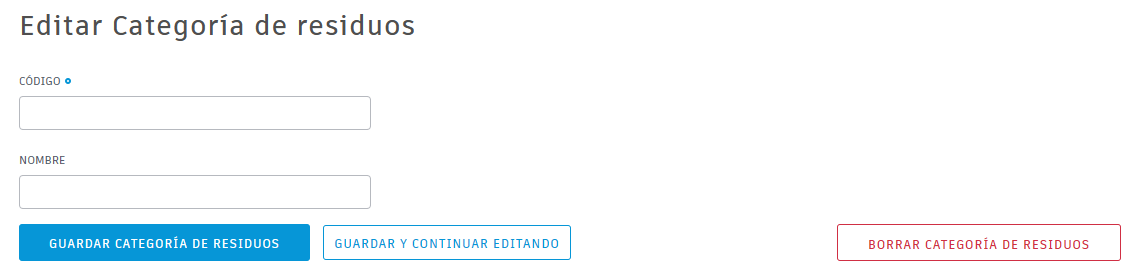 Editar Categoría de residuos
CÓDIGO
NOMBRE
GUARDAR CATEGORÍA DE RESIDUOS
GUARDAR Y CONTINUAR EDITANDO
BORRAR CATEGORÍA DE RESIDUOS